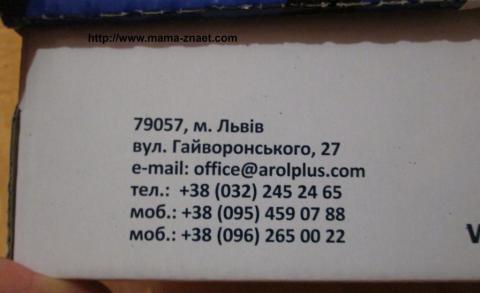 http://www.mama-znaet.com
79057, м. Львів
вул. Гайворонського, 27
e-mail: office@arolplus.com
тел.: +38 (032) 245 24 65
моб.: +38 (095) 459 07 88
моб.: +38 (096) 265 00 22